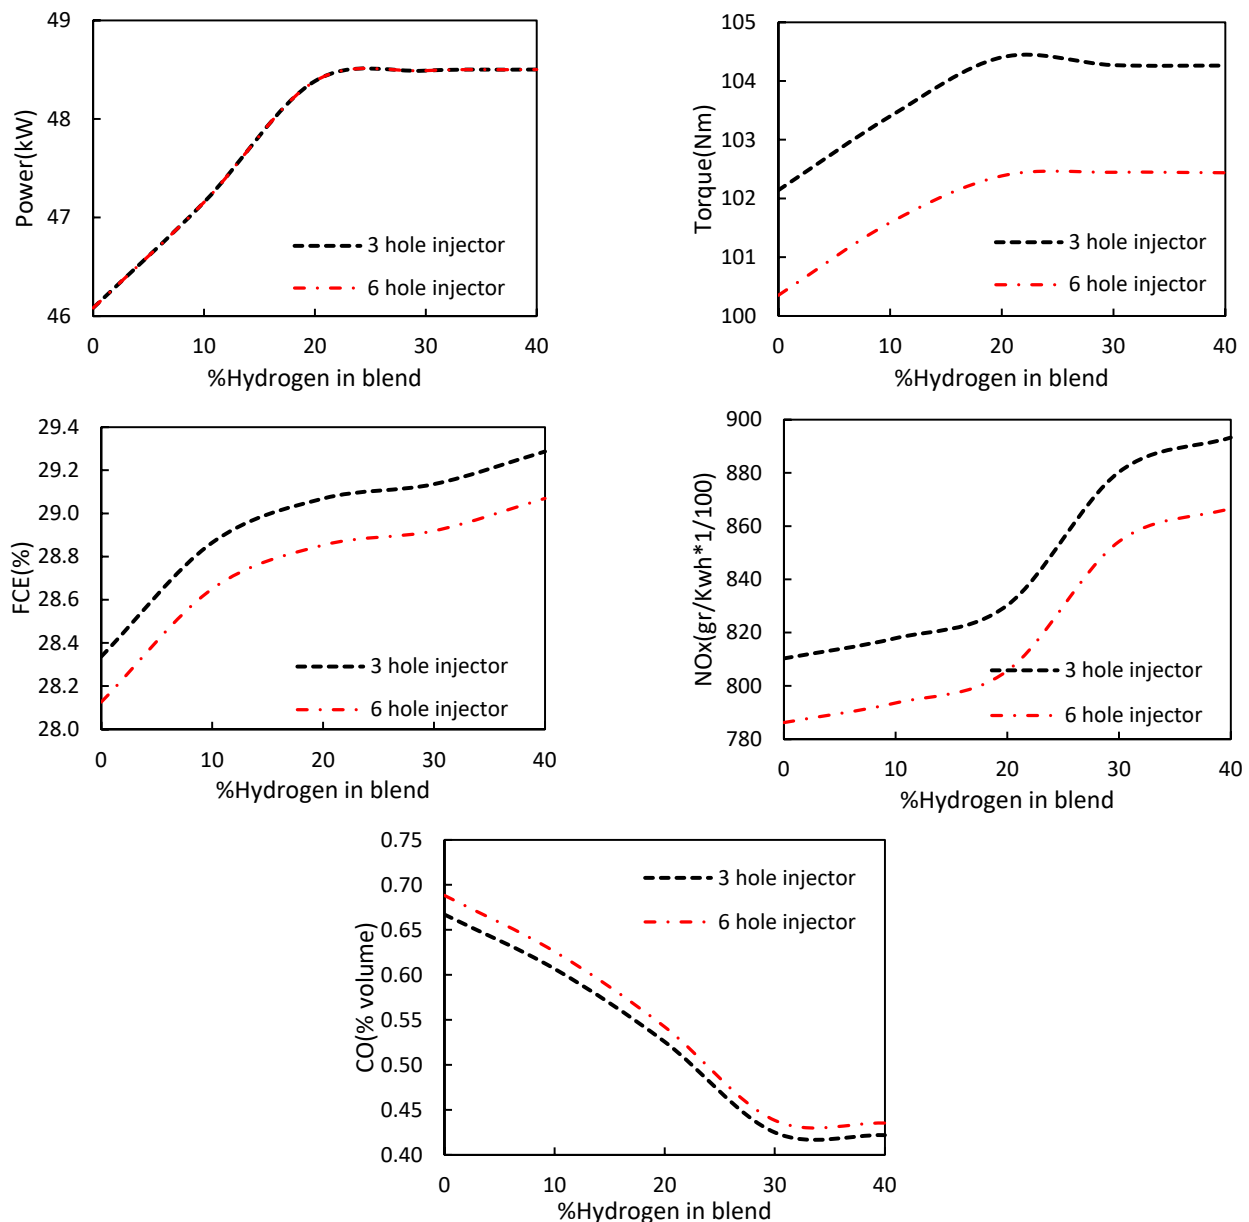 49
48
47
46
Power(kW)
3 hole injector
6 hole injector
0 10 20 30 40
%Hydrogen in blend
105
104
103
102
101
100
Torque(Nm)
3 hole injector
6 hole injector
0 10 20 30 40
%Hydrogen in blend
29.4
29.2
29.0
28.8
28.6
28.4
28.2
28.0
FCE(%)
3 hole injector
6 hole injector
0 10 20 30 40
%Hydrogen in blend
900
880
860
840
820
800
780
NOx(gr/Kwh*1/100)
3 hole injector
6 hole injector
0 10 20 30 40
%Hydrogen in blend
0.75
0.70
0.65
0.60
0.55
0.50
0.45
0.40
CO(% volume)
3 hole injector
6 hole injector
0 10 20 30 40
%Hydrogen in blend